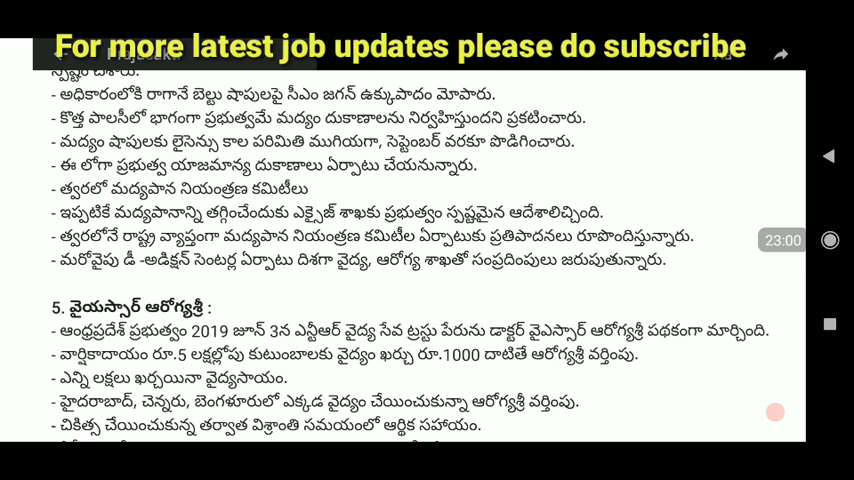 For more latest job updates please do subscribe
స్పష్టం చేశారు.
- అధికారంలోకి రాగానే బెల్టు షాపులపై సీఎం జగన్ ఉక్కుపాదం మోపారు.
- కొత్త పాలసీలో భాగంగా ప్రభుత్వమే మద్యం దుకాణాలను నిర్వహిస్తుందని ప్రకటించారు.
- మద్యం షాపులకు లైసెన్సు కాల పరిమితి ముగియగా, సెప్టెంబర్ వరకూ పొడిగించారు.
- ఈ లోగా ప్రభుత్వ యాజమాన్య దుకాణాలు ఏర్పాటు చేయనున్నారు.
- త్వరలో మద్యపాన నియంత్రణ కమిటీలు
- ఇప్పటికే మద్యపానాన్ని తగ్గించేందుకు ఎక్సైజ్ శాఖకు ప్రభుత్వం స్పష్టమైన ఆదేశాలిచ్చింది.
- త్వరలోనే రాష్ట్ర వ్యాప్తంగా మద్యపాన నియంత్రణ కమిటీల ఏర్పాటుకు ప్రతిపాదనలు రూపొందిస్తున్నారు.
23:00
- మరోవైపు డీ -అడిక్షన్ సెంటర్ల ఏర్పాటు దిశగా వైద్య, ఆరోగ్య శాఖతో సంప్రదింపులు జరుపుతున్నారు.
5. వైయస్సార్ ఆరోగ్యశ్రీ :
- ఆంధ్రప్రదేశ్ ప్రభుత్వం 2019 జూన్ 3న ఎన్టీఆర్ వైద్య సేవ ట్రస్టు పేరును డాక్టర్ వైఎస్సార్ ఆరోగ్యశ్రీ పథకంగా మార్చింది.
- వార్షికాదాయం రూ.5 లక్షల్లోపు కుటుంబాలకు వైద్యం ఖర్చు రూ.1000 దాటితే ఆరోగ్యశ్రీ వర్తింపు.
- ఎన్ని లక్షలు ఖర్చయినా వైద్యసాయం.
- హైదరాబాద్, చెన్నరు, బెంగళూరులో ఎక్కడ వైద్యం చేయించుకున్నా ఆరోగ్యశ్రీ వర్తింపు.
- చికిత్స చేయించుకున్న తర్వాత విశ్రాంతి సమయంలో ఆర్థిక సహాయం.